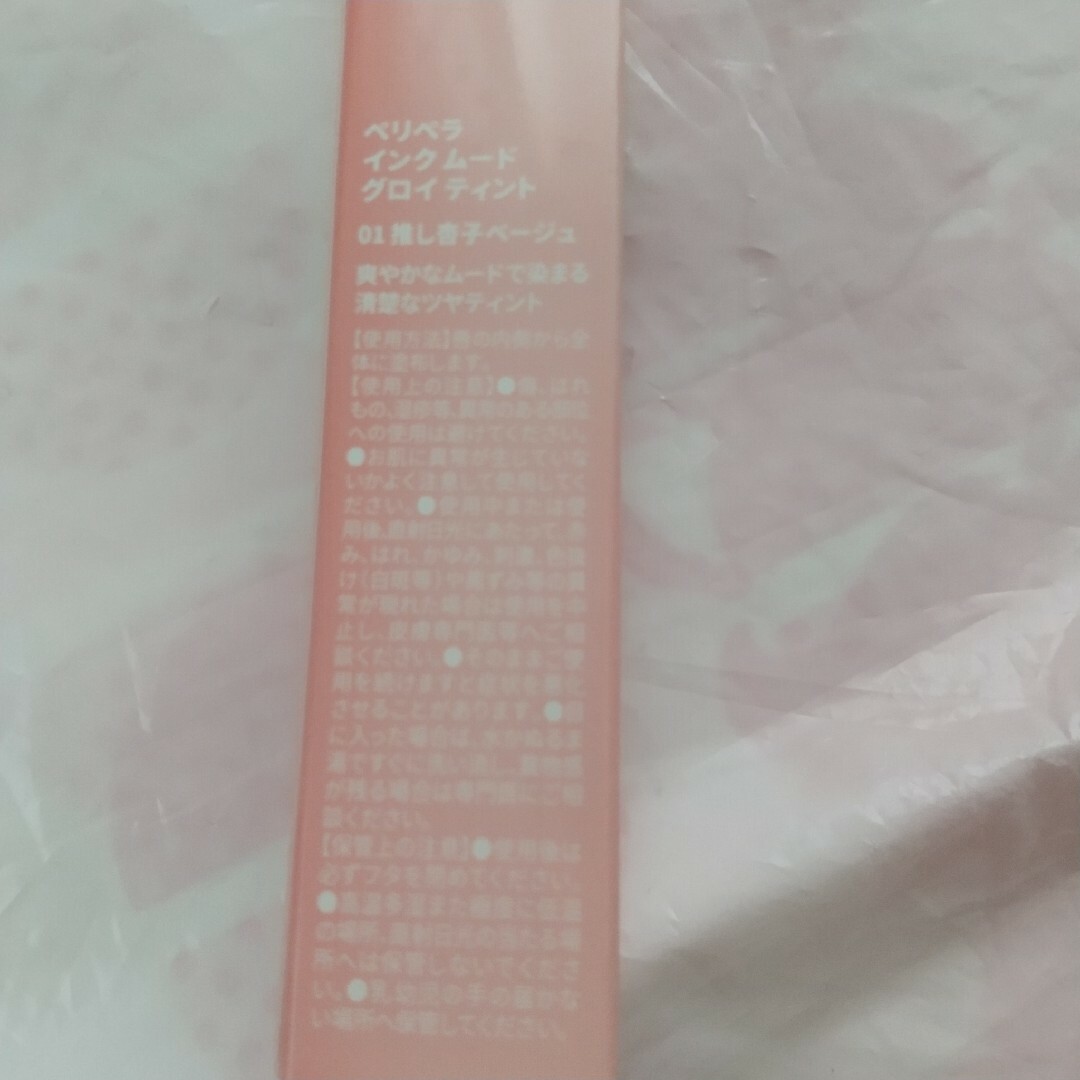 ペリペラ
インク ムード
グロイ ティント
01 推し杏子ベージュ
爽やかなムードで染まる
清楚なツヤティント
【使用方法】唇の内側から全
体に塗布します。
【使用上の注意】●傷、はれ
もの、湿疹等、異常のある部位
への使用は避けてください。
●お肌に異常が生じていな
いかよく注意して使用してく
ださい。●使用中または使
用後、直射日光にあたって、赤
み、はれ、かゆみ、刺激、色抜
け(白斑等)や黒ずみ等の異
常が現れた場合は使用を中
止し、皮膚専門医等へご相
談ください。●そのままご使
用を続けますと症状を悪化
させることがあります。●目
に入った場合は、水かぬるま
湯ですぐに洗い流し、異物感
が残る場合は専門医にご相
談ください。
【保管上の注意】●使用後は
必ずフタを閉めてください。
●高温多湿また極度に低温
の場所、直射日光の当たる場
所へは保管しないでくださ
い。●乳幼児の手の届かな
い場所へ保管してください。